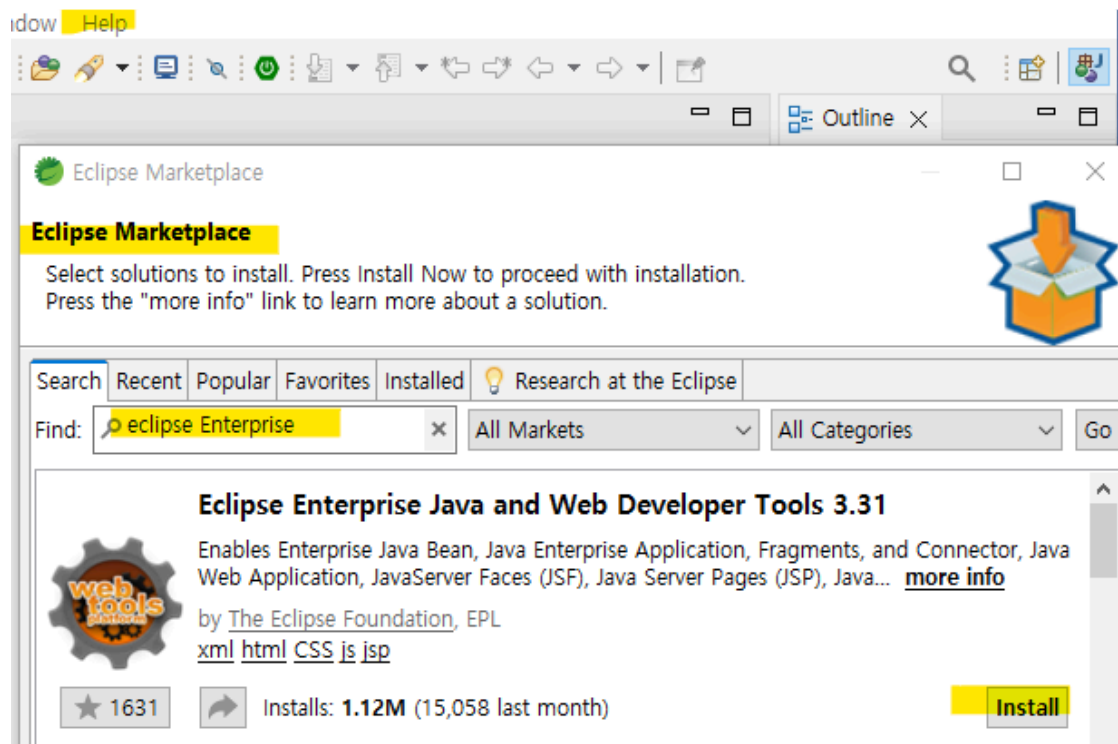 ndow Help
Outline
Eclipse Marketplace
Eclipse Marketplace
Select solutions to install. Press Install Now to proceed with installation.
Press the "more info" link to learn more about a solution.
Search Recent Popular Favorites Installed Research at the Eclipse
Find: eclipse Enterprise All Markets All Categories Go
Eclipse Enterprise Java and Web Developer Tools 3.31
Enables Enterprise Java Bean, Java Enterprise Application, Fragments, and Connector, Java
Web Application, JavaServer Faces (JSF), Java Server Pages (JSP), Java... more info
web
tools
platform
by The Eclipse Foundation, EPL
xml html CSS js jsp
1631 Installs: 1.12M (15,058 last month) Install